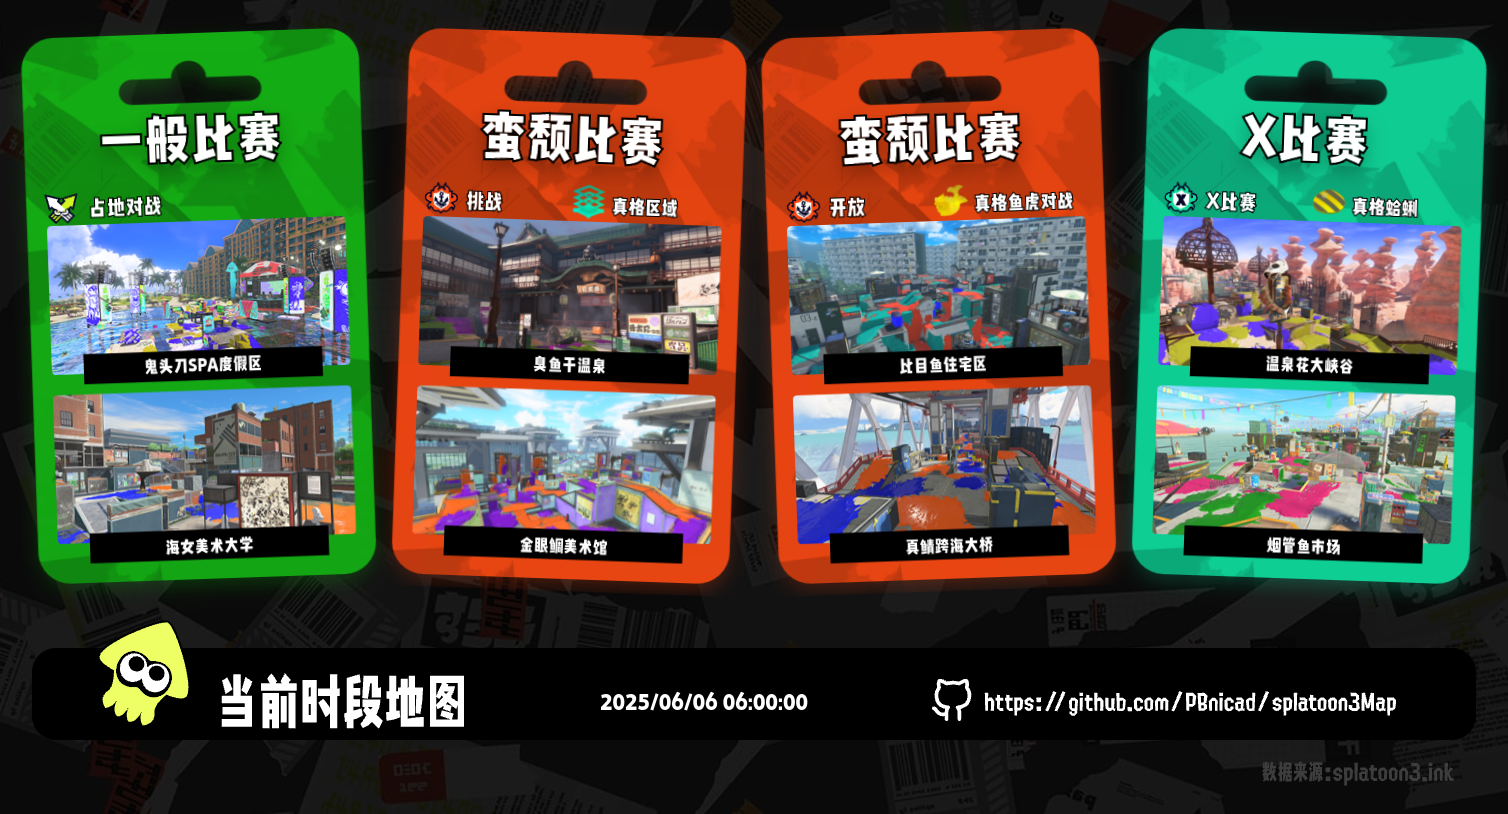 一般比赛
占地对战
鬼头刀SPA度假区
海女美术大学
蛮颓比赛
挑战
真格区域
臭鱼干温泉
金眼鲷美术馆
蛮颓比赛
开放
真格鱼虎对战
比目鱼住宅区
真鲭跨海大桥
X比赛
X比赛
真格蛤蜊
温泉花大峡谷
烟管鱼市场
当前时段地图
2025/06/06 06:00:00
https://github.com/PBnicad/splatoon3Map
数据来源:splatoon3.ink